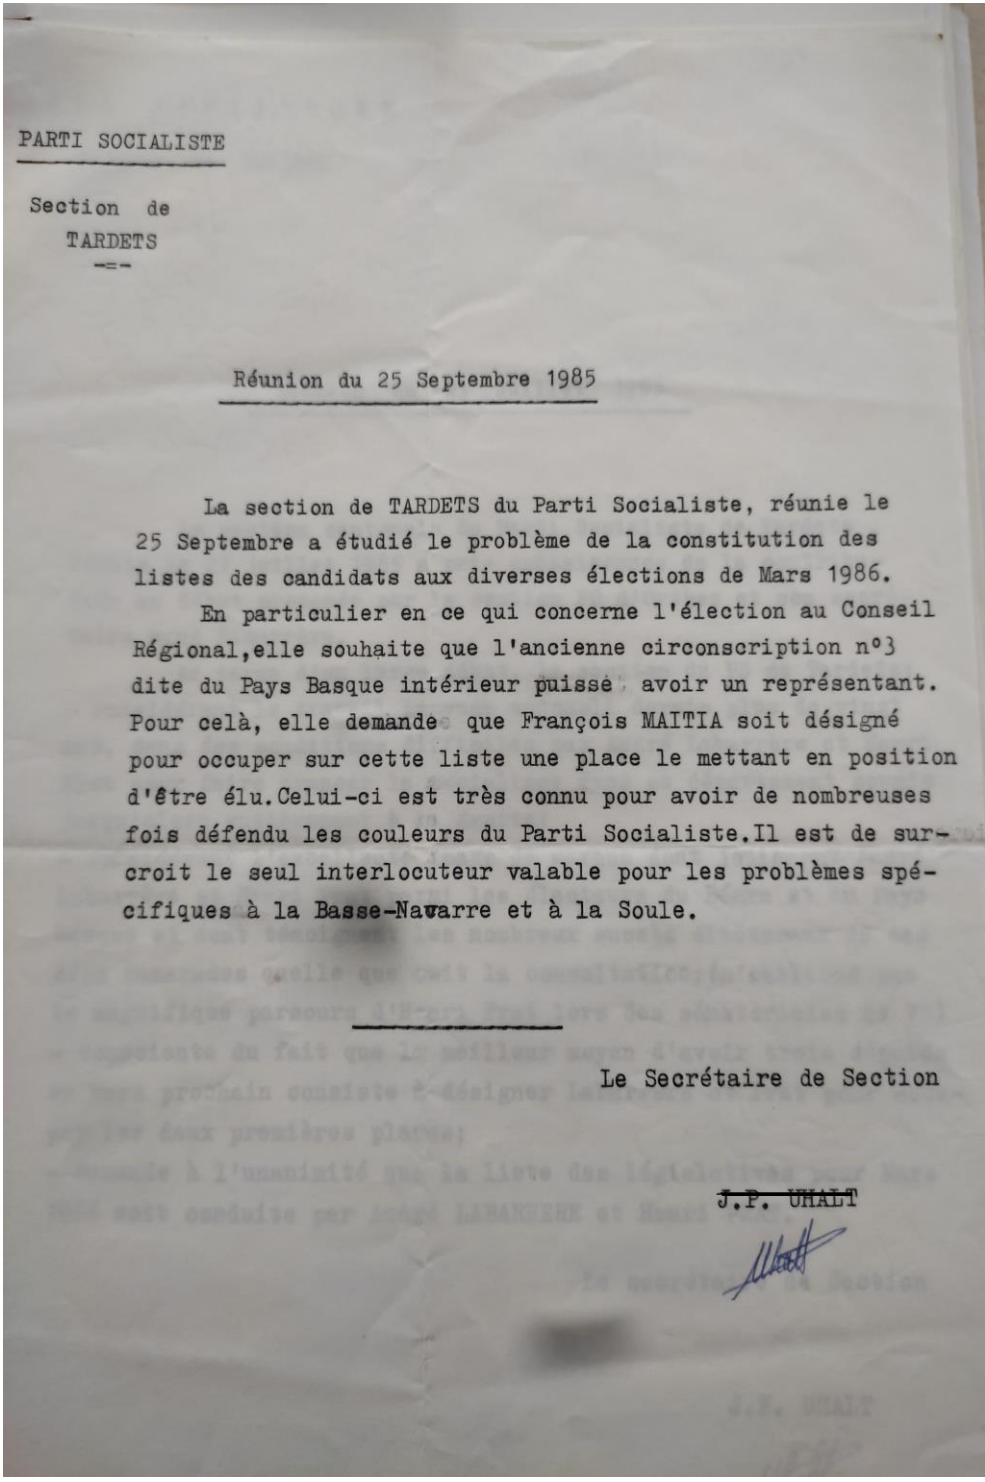 PARTI SOCIALISTE
Section de
TARDETS
-=-
Réunion du 25 Septembre 1985
La section de TARDETS du Parti Socialiste, réunie le
25 Septembre a étudié le problème de la constitution des
listes des candidats aux diverses élections de Mars 1986.
En particulier en ce qui concerne l'élection au Conseil
Régional,elle souhaite que l'ancienne circonscription n°3
dite du Pays Basque intérieur puisse avoir un représentant.
Pour celà, elle demande que François MAITIA soit désigné
pour occuper sur cette liste une place le mettant en position
d'être élu.Celui-ci est très connu pour avoir de nombreuses
fois défendu les couleurs du Parti Socialiste.Il est de sur-
croit le seul interlocuteur valable pour les problèmes spé-
cifiques à la Basse-Navarre et à la Soule.
Le Secrétaire de Section
J.P. UHALT